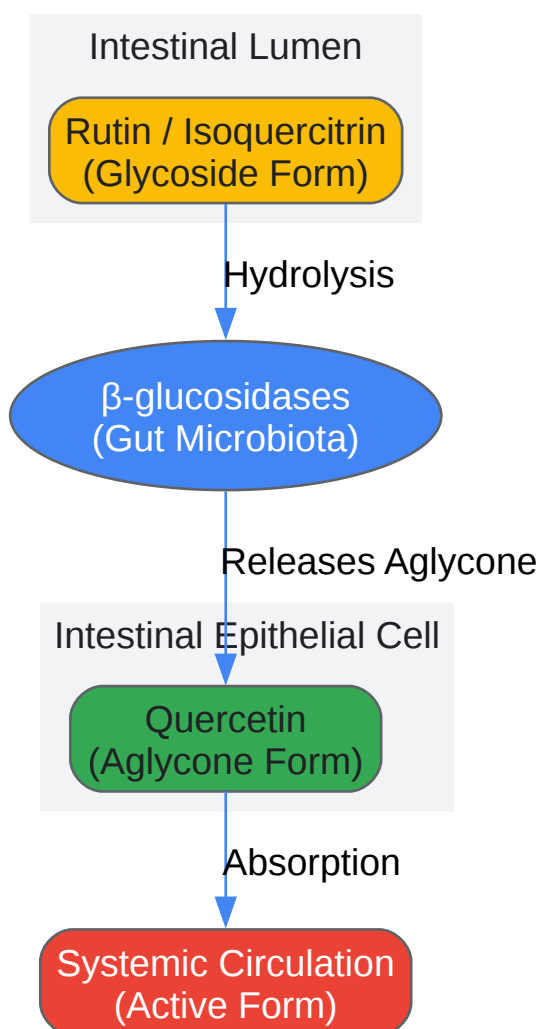 Intestinal Lumen
Rutin / Isoquercitrin
(Glycoside Form)
Hydrolysis
β-glucosidases
(Gut Microbiota)
Releases Aglycone
Intestinal Epithelial Cell
Quercetin
(Aglycone Form)
Absorption
Systemic Circulation
(Active Form)